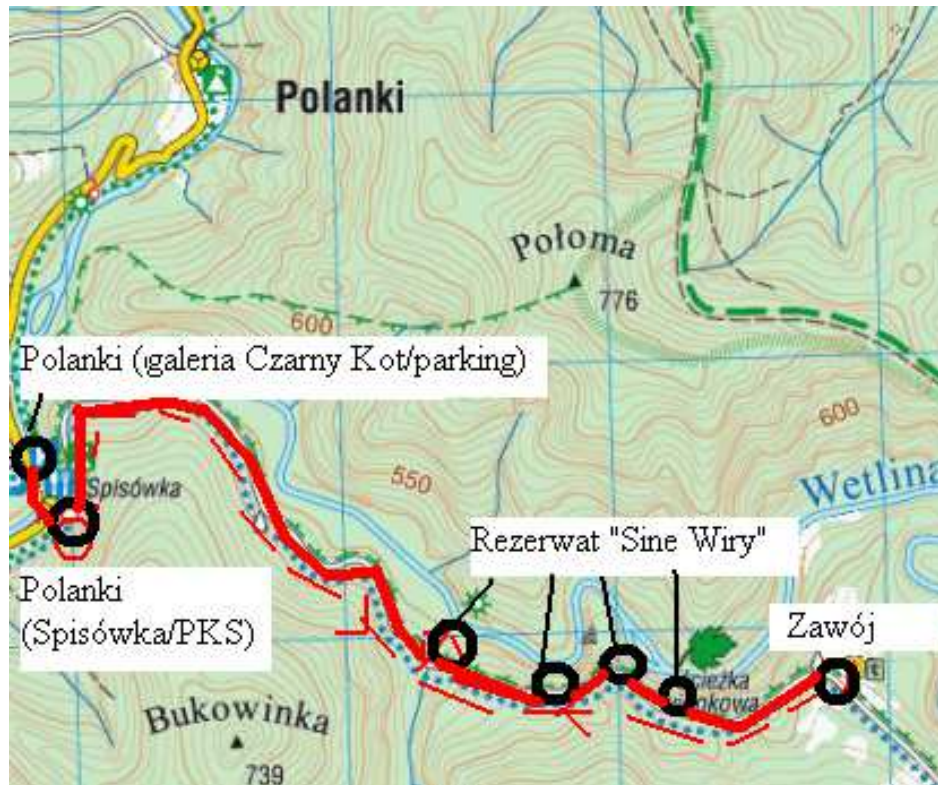 Polanki
Połoma
776
600
Polanki (galeria Czarny Kot/parking)
600
Spisówka
550
Wetlina
Rezerwat "Sine Wiry"
Polanki
(Spisówka/PKS)
Zawój
Bukowinka
739